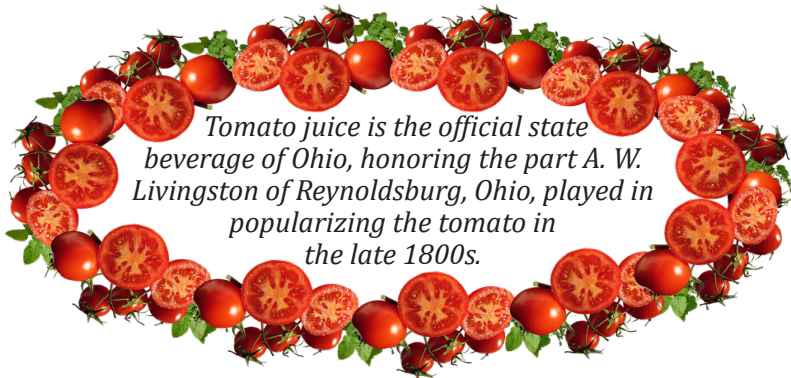 Tomato juice is the official state
beverage of Ohio, honoring the part A. W.
Livingston of Reynoldsburg, Ohio, played in
popularizing the tomato in
the late 1800s.